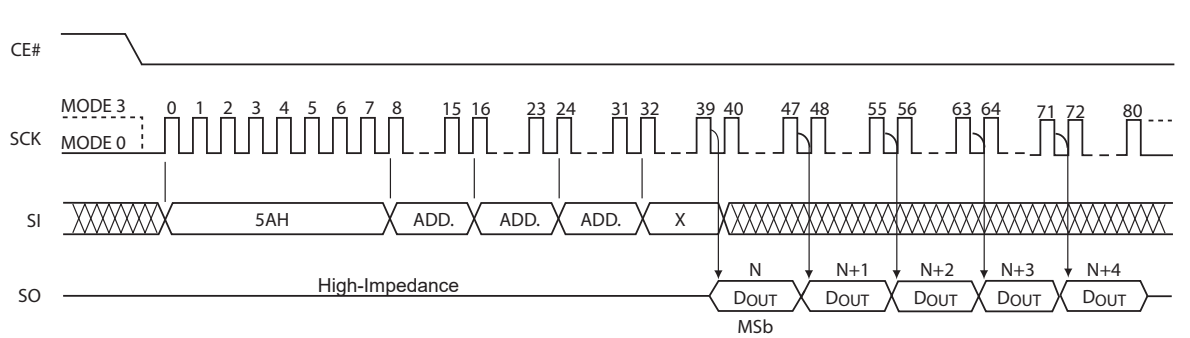 CE#
MODE 3 0 1 2 3 4 5 6 7 8 15 16 23 24 31 32 39 40 47 48 55 56 63 64 71 72 80
SCK MODE 0
SI 5AH ADD. ADD. ADD. X
N N+1 N+2 N+3 N+4
SO High-Impedance DOUT DOUT DOUT DOUT DOUT
MSb